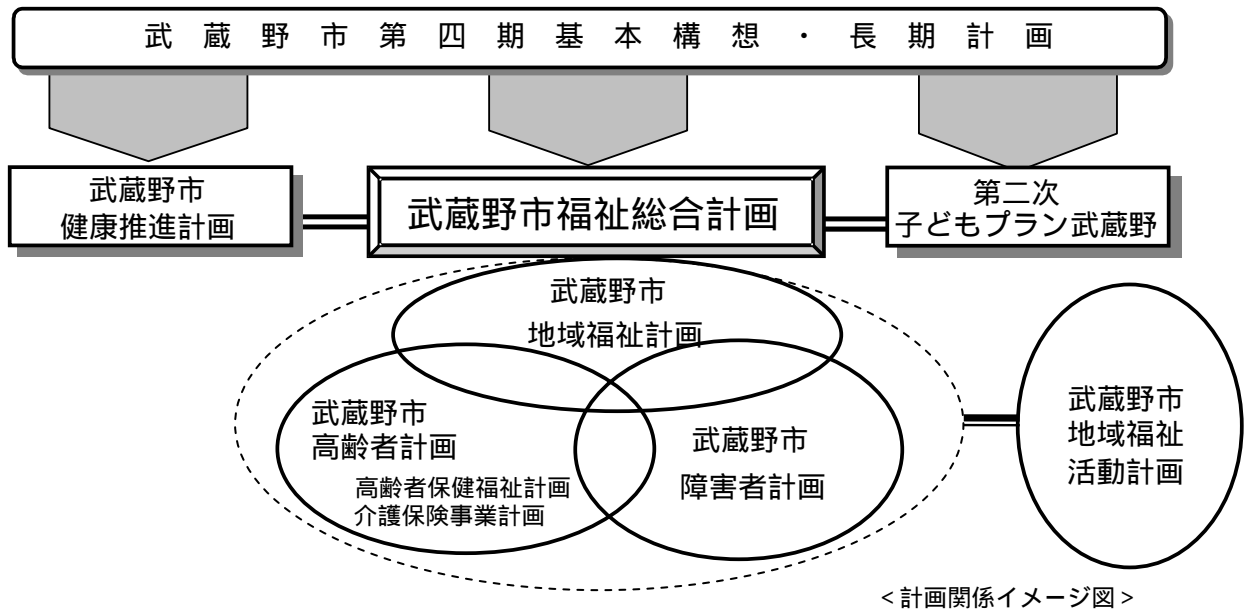 武蔵野市第四期基本構想・長期計画
武蔵野市
健康推進計画
武蔵野市福祉総合計画
第二次
子どもプラン武蔵野
武蔵野市
地域福祉計画
武蔵野市
高齢者計画
高齢者保健福祉計画
介護保険事業計画
武蔵野市
障害者計画
武蔵野市
地域福祉
活動計画
<計画関係イメージ図>